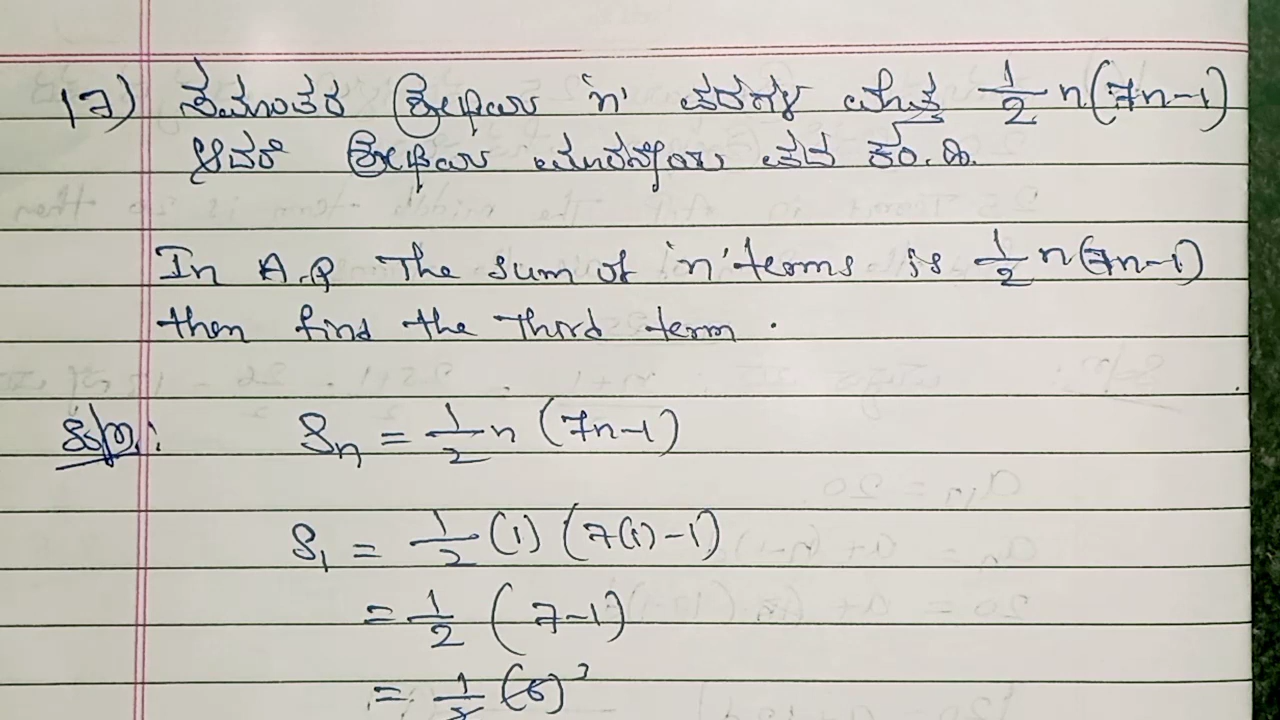 17) ಸಮಾಂತರ ಶ್ರೇಢಿಯ 'n' ಪದಗಳ ಮೊತ್ತ 1/2 n(7n-1)
ಆದರೆ ಶ್ರೇಢಿಯ ಮೂರನೇಯ ಪದ ಕಂ.ಹಿ.
In A.P The sum of 'n' terms is 1/2 n(7n-1)
then find the Third term.
Sn = 1/2 n (7n-1)
S1 = 1/2 (1) (7(1)-1)
= 1/2 (7-1)
= 1/2 (6) 3